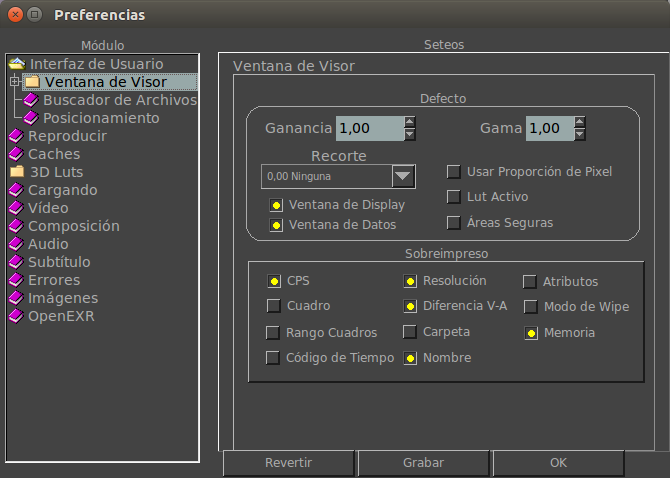 Preferencias
Módulo
Interfaz de Usuario
Ventana de Visor
Buscador de Archivos
Posicionamiento
Reproducir
Caches
3D Luts
Cargando
Vídeo
Composición
Audio
Subtítulo
Errores
Imágenes
OpenEXR
Seteos
Ventana de Visor
Defecto
Ganancia 1,00 Gama 1,00
Recorte
0,00 Ninguna
Usar Proporción de Pixel
Ventana de Display
Lut Activo
Ventana de Datos
Áreas Seguras
Sobreimpreso
CPS Resolución Atributos
Cuadro Diferencia V-A Modo de Wipe
Rango Cuadros Carpeta Memoria
Código de Tiempo Nombre
Revertir Grabar OK